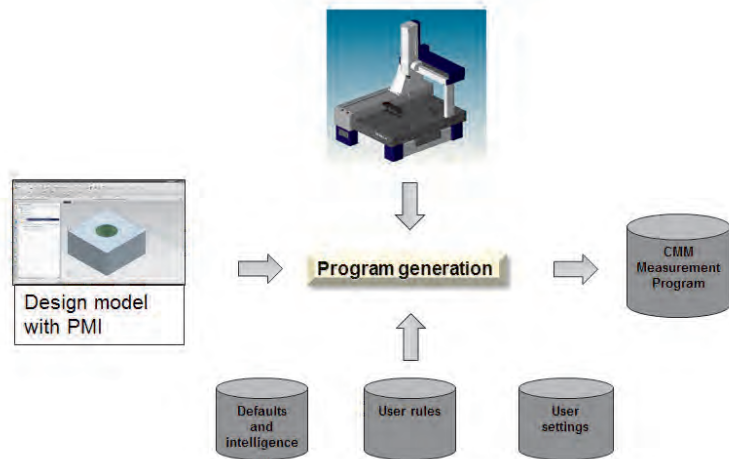 Design model
with PMI
Program generation
CMM
Measurement
Program
Defaults
and
intelligence
User rules
User
settings